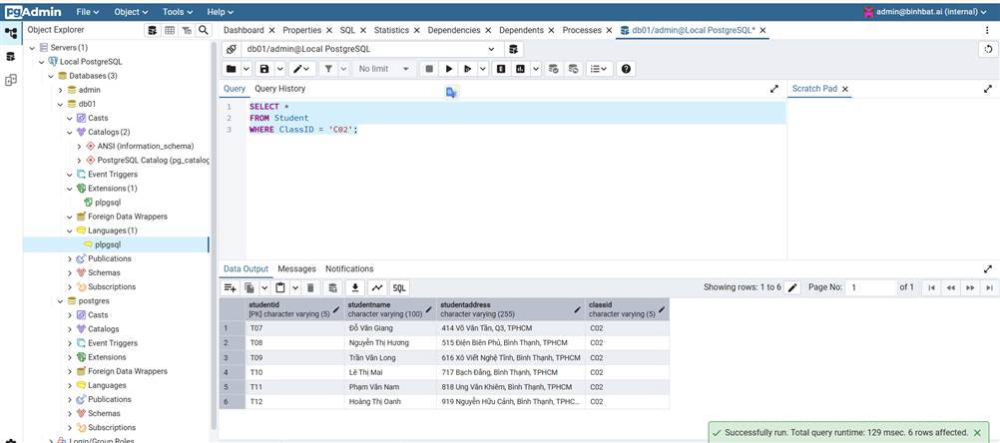 pgAdmin File Object Tools Help admin@binhbat.ai (internal)
Object Explorer
Dashboard Properties SQL Statistics Dependencies Dependents Processes db01/admin@Local PostgreSQL*
Servers (1)
Local PostgreSQL
Databases (3)
admin
db01
Casts
Catalogs (2)
ANSI (information_schema)
PostgreSQL Catalog (pg_catalog
Event Triggers
Extensions (1)
plpgsql
Foreign Data Wrappers
Languages (1)
plpgsql
Publications
Schemas
Subscriptions
postgres
Casts
Catalogs
Event Triggers
Extensions
Foreign Data Wrappers
Languages
Publications
Schemas
Subscriptions
Login/Group Roles
db01/admin@Local PostgreSQL
No limit
Query Query History
Scratch Pad
1 SELECT *
2 FROM Student
3 WHERE ClassID = 'C02';
Data Output Messages Notifications
SQL Showing rows: 1 to 6 Page No: 1 of 1
studentid studentname studentaddress classid
[PK] character varying (5) character varying (100) character varying (255) character varying (5)
1 T07 Đỗ Văn Giang 414 Võ Văn Tần, Q3, TPHCM C02
2 T08 Nguyễn Thị Hương 515 Điện Biên Phủ, Bình Thạnh, TPHCM C02
3 T09 Trần Văn Long 616 Xô Viết Nghệ Tĩnh, Bình Thạnh, TPHCM C02
4 T10 Lê Thị Mai 717 Bạch Đằng, Bình Thạnh, TPHCM C02
5 T11 Phạm Văn Nam 818 Ung Văn Khiêm, Bình Thạnh, TPHCM C02
6 T12 Hoàng Thị Oanh 919 Nguyễn Hữu Cảnh, Bình Thạnh, TPHC... C02
Successfully run. Total query runtime: 129 msec. 6 rows affected.